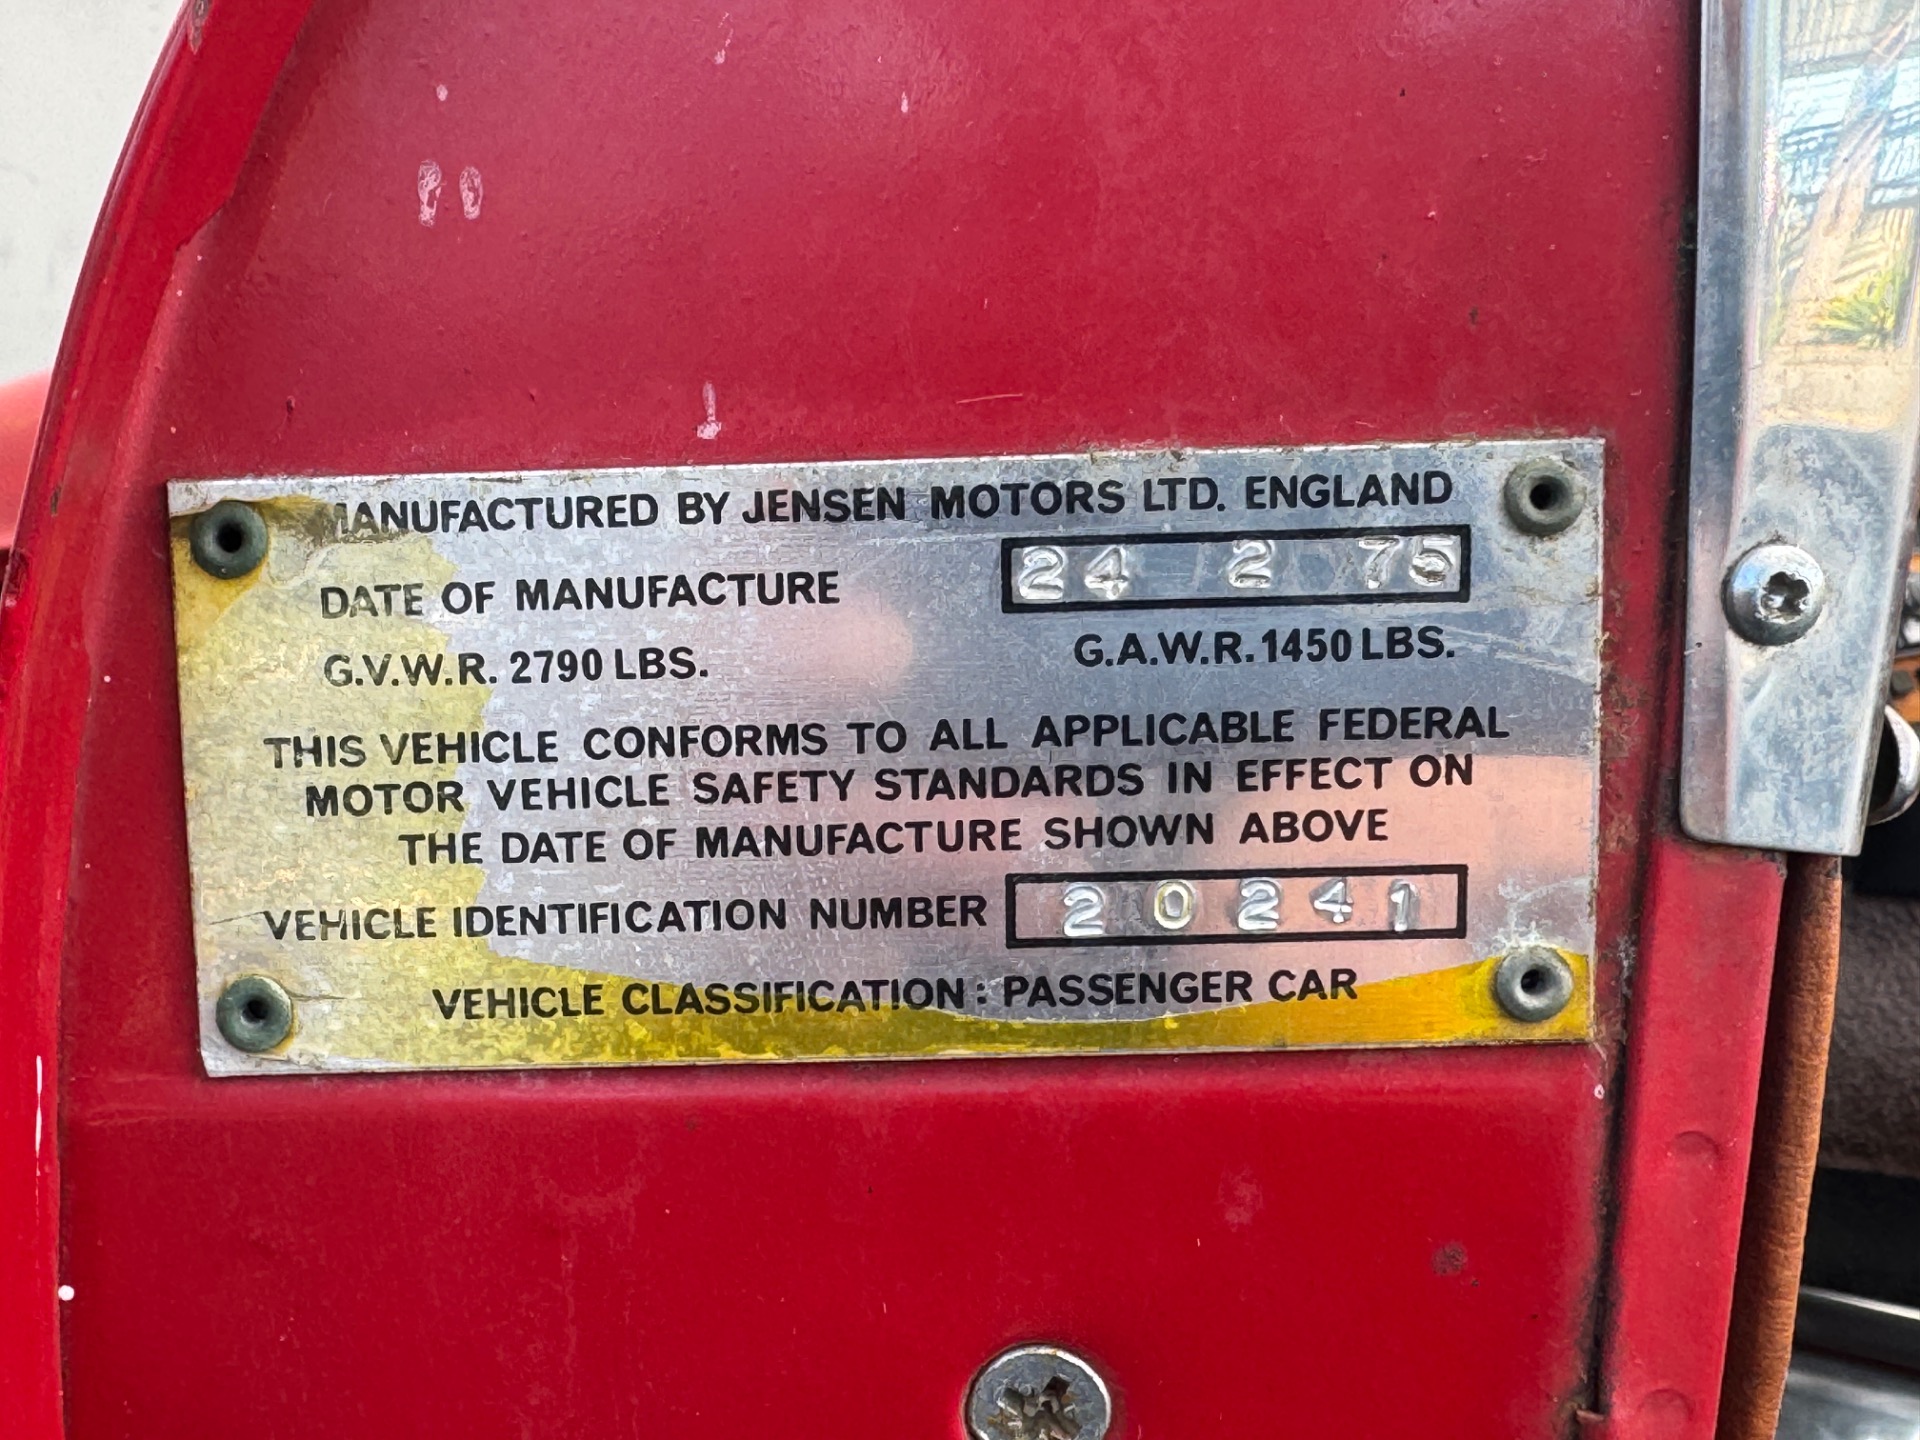 MANUFACTURED BY JENSEN MOTORS LTD. ENGLAND
DATE OF MANUFACTURE 24 2 75
G.V.W.R. 2790 LBS. G.A.W.R. 1450 LBS.
THIS VEHICLE CONFORMS TO ALL APPLICABLE FEDERAL
MOTOR VEHICLE SAFETY STANDARDS IN EFFECT ON
THE DATE OF MANUFACTURE SHOWN ABOVE
VEHICLE IDENTIFICATION NUMBER 20241
VEHICLE CLASSIFICATION: PASSENGER CAR